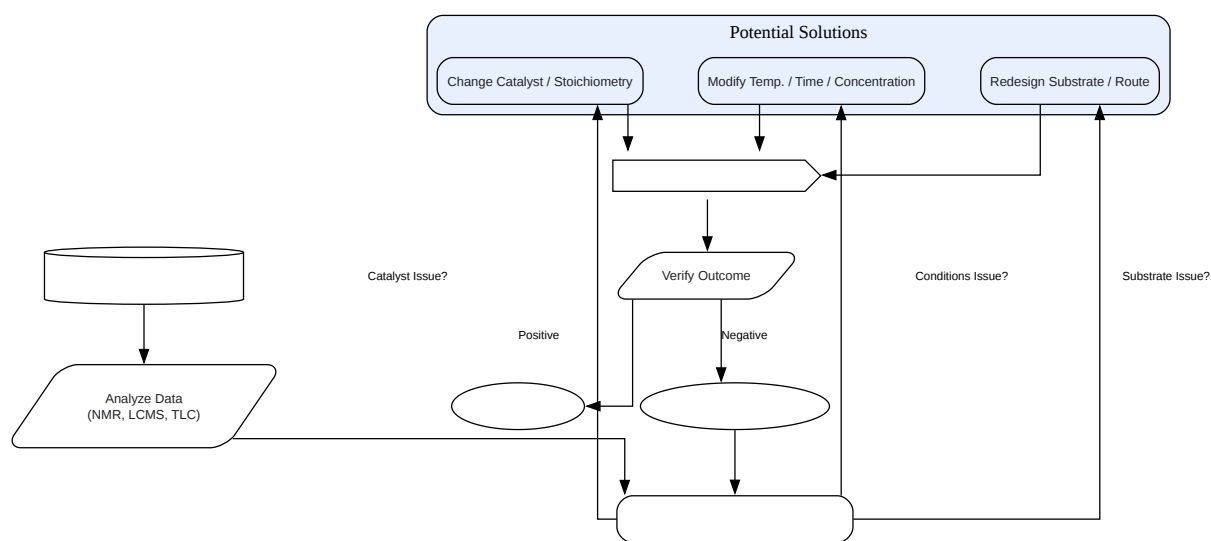 Potential Solutions
Change Catalyst / Stoichiometry
Modify Temp. / Time / Concentration
Redesign Substrate / Route
Verify Outcome
Catalyst Issue?
Conditions Issue?
Substrate Issue?
Positive
Negative
Analyze Data
(NMR, LCMS, TLC)